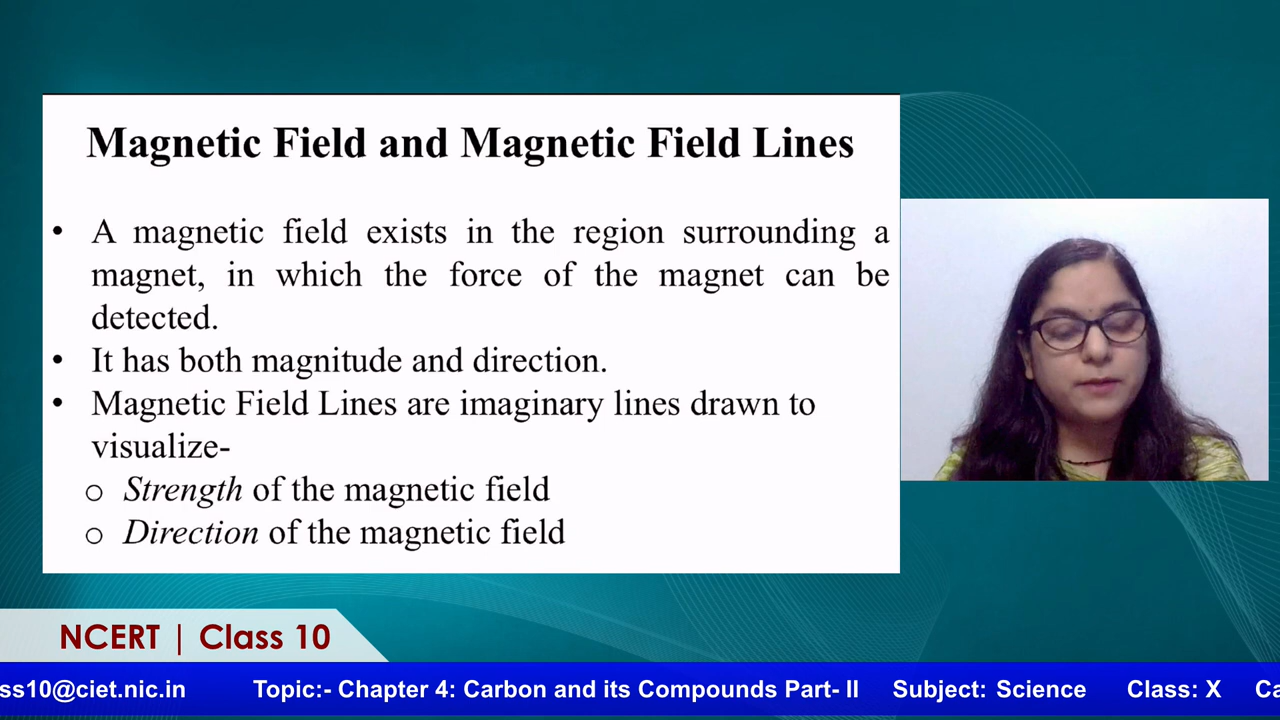 Magnetic Field and Magnetic Field Lines
• A magnetic field exists in the region surrounding a
magnet, in which the force of the magnet can be
detected.
• It has both magnitude and direction.
• Magnetic Field Lines are imaginary lines drawn to
visualize-
o Strength of the magnetic field
o Direction of the magnetic field
NCERT | Class 10
ss10@ciet.nic.in Topic:- Chapter 4: Carbon and its Compounds Part- II Subject: Science Class: X Ca